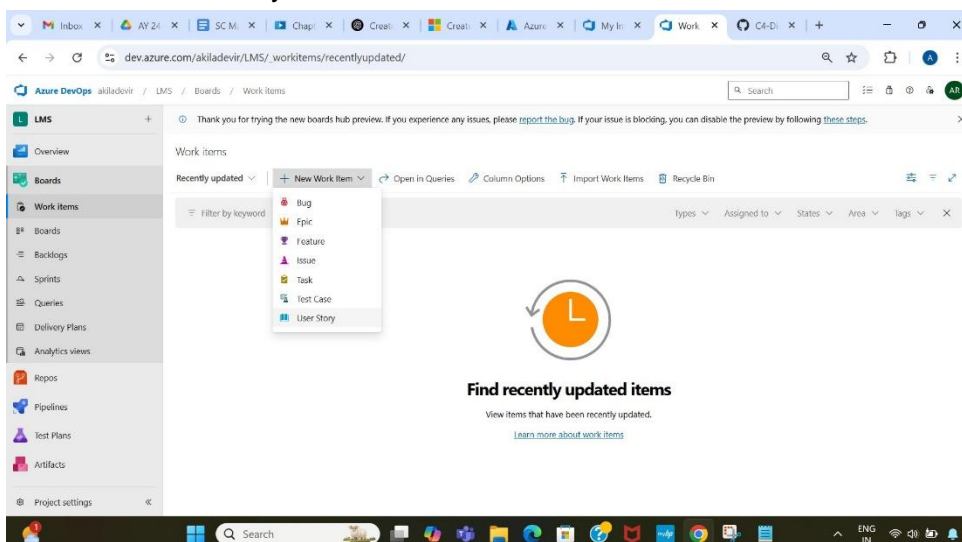 Inbox
AY 24
SC M
Chapt
Create
Creat
Azure
My In
Work
C4-Di
dev.azure.com/akiladevir/LMS/_workitems/recentlyupdated/
A
Azure DevOps akiladevir / LMS / Boards / Work items
Search
AR
L LMS +
Thank you for trying the new boards hub preview. If you experience any issues, please report the bug. If your issue is blocking, you can disable the preview by following these steps.
Overview
Work items
Boards
Recently updated
+ New Work Item
Open in Queries
Column Options
Import Work Items
Recycle Bin
Work items
Filter by keyword
Types
Assigned to
States
Area
Tags
Bug
Epic
Feature
Issue
Task
Test Case
User Story
Boards
Backlogs
Sprints
Queries
Delivery Plans
Analytics views
Repos
Pipelines
Test Plans
Artifacts
Find recently updated items
View items that have been recently updated.
Learn more about work items
Project settings
Search
ENG
IN